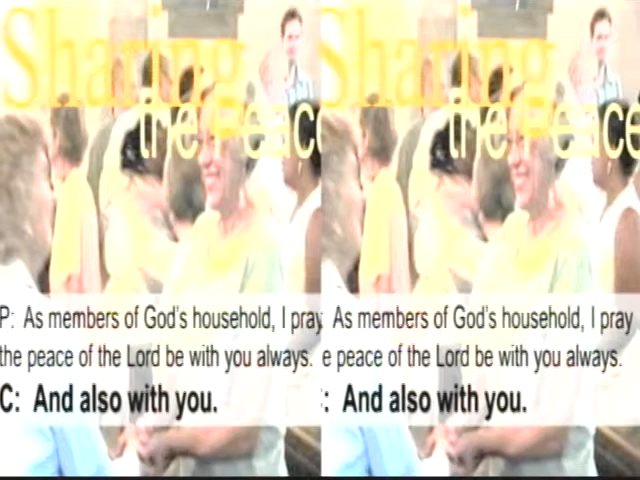 Sharing Sharing
the Peace the Peace
P: As members of God's household, I pray As members of God's household, I pray
the peace of the Lord be with you always. e peace of the Lord be with you always.
C: And also with you. : And also with you.